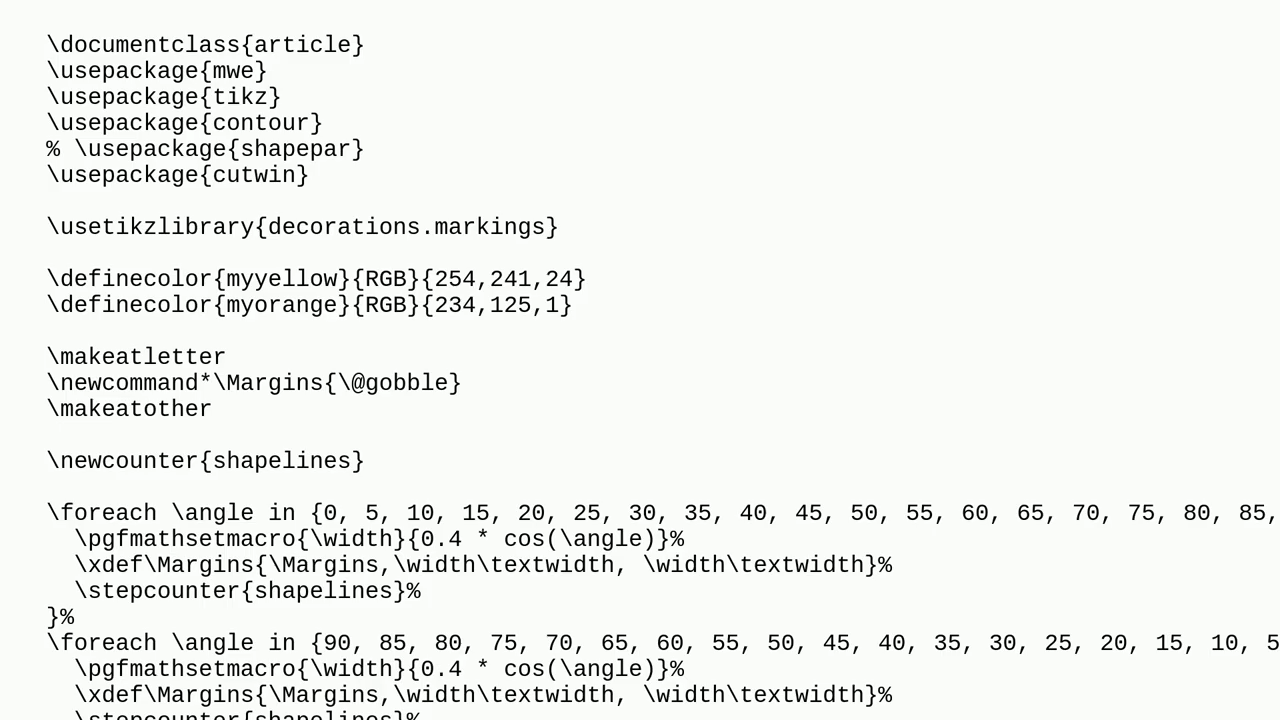 \documentclass{article}
\usepackage{mwe}
\usepackage{tikz}
\usepackage{contour}
% \usepackage{shapepar}
\usepackage{cutwin}
\usetikzlibrary{decorations.markings}
\definecolor{myyellow}{RGB}{254,241,24}
\definecolor{myorange}{RGB}{234,125,1}
\makeatletter
\newcommand*\Margins{\@gobble}
\makeatother
\newcounter{shapelines}
\foreach \angle in {0, 5, 10, 15, 20, 25, 30, 35, 40, 45, 50, 55, 60, 65, 70, 75, 80, 85,
  \pgfmathsetmacro{\width}{0.4 * cos(\angle)}%
  \xdef\Margins{\Margins,\width\textwidth, \width\textwidth}%
  \stepcounter{shapelines}%
}%
\foreach \angle in {90, 85, 80, 75, 70, 65, 60, 55, 50, 45, 40, 35, 30, 25, 20, 15, 10, 5
  \pgfmathsetmacro{\width}{0.4 * cos(\angle)}%
  \xdef\Margins{\Margins,\width\textwidth, \width\textwidth}%
  \stepcounter{shapelines}%